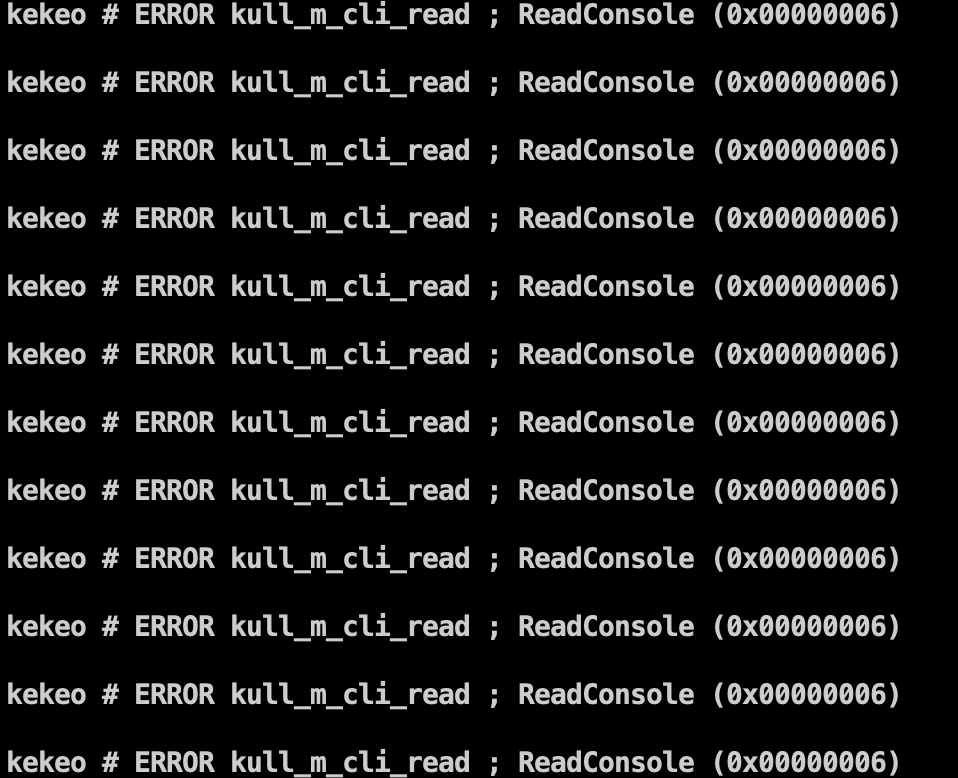 kekeo # ERROR kull_m_cli_read ; ReadConsole (0x00000006)
kekeo # ERROR kull_m_cli_read ; ReadConsole (0x00000006)
kekeo # ERROR kull_m_cli_read ; ReadConsole (0x00000006)
kekeo # ERROR kull_m_cli_read ; ReadConsole (0x00000006)
kekeo # ERROR kull_m_cli_read ; ReadConsole (0x00000006)
kekeo # ERROR kull_m_cli_read ; ReadConsole (0x00000006)
kekeo # ERROR kull_m_cli_read ; ReadConsole (0x00000006)
kekeo # ERROR kull_m_cli_read ; ReadConsole (0x00000006)
kekeo # ERROR kull_m_cli_read ; ReadConsole (0x00000006)
kekeo # ERROR kull_m_cli_read ; ReadConsole (0x00000006)
kekeo # ERROR kull_m_cli_read ; ReadConsole (0x00000006)
kekeo # ERROR kull_m_cli_read ; ReadConsole (0x00000006)